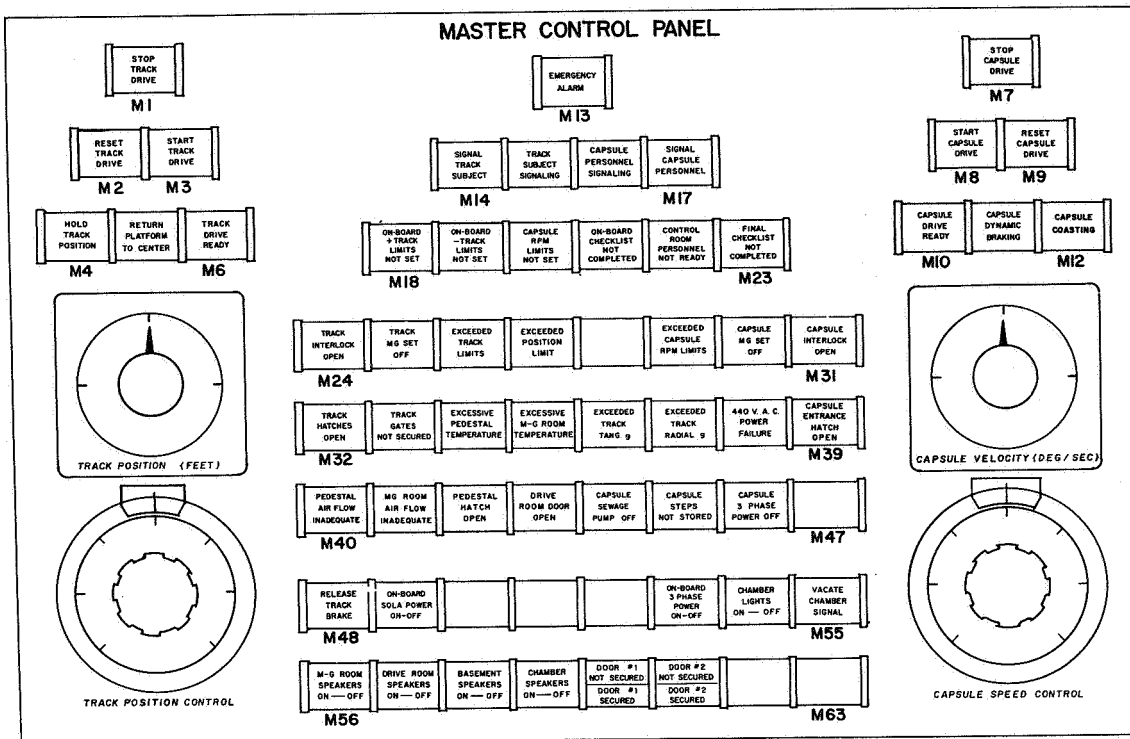 MASTER CONTROL PANEL
STOP
TRACK
DRIVE
M1
EMERGENCY
ALARM
M13
STOP
CAPSULE
DRIVE
M7
RESET
TRACK
DRIVE
M2
START
TRACK
DRIVE
M3
SIGNAL
TRACK
SUBJECT
M14
TRACK
SUBJECT
SIGNALING
CAPSULE
PERSONNEL
SIGNALING
SIGNAL
CAPSULE
PERSONNEL
M17
START
CAPSULE
DRIVE
M8
RESET
CAPSULE
DRIVE
M9
HOLD
TRACK
POSITION
M4
RETURN
PLATFORM
TO CENTER
TRACK
DRIVE
READY
M6
ON-BOARD
+TRACK
LIMITS
NOT SET
M18
ON-BOARD
-TRACK
LIMITS
NOT SET
CAPSULE
RPM
LIMITS
NOT SET
ON-BOARD
CHECKLIST
NOT
COMPLETED
CONTROL
ROOM
PERSONNEL
NOT READY
FINAL
CHECKLIST
NOT
COMPLETED
M23
CAPSULE
DRIVE
READY
M10
CAPSULE
DYNAMIC
BRAKING
CAPSULE
COASTING
M12
TRACK
INTERLOCK
OPEN
M24
TRACK
MG SET
OFF
EXCEEDED
TRACK
LIMITS
EXCEEDED
POSITION
LIMIT
EXCEEDED
CAPSULE
RPM LIMITS
CAPSULE
MG SET
OFF
CAPSULE
INTERLOCK
OPEN
M31
TRACK
HATCHES
OPEN
M32
TRACK
GATES
NOT SECURED
EXCESSIVE
PEDESTAL
TEMPERATURE
EXCESSIVE
M-G ROOM
TEMPERATURE
EXCEEDED
TRACK
TANG g
EXCEEDED
TRACK
RADIAL g
440 V. A. C.
POWER
FAILURE
CAPSULE
ENTRANCE
HATCH
OPEN
M39
TRACK POSITION (FEET)
CAPSULE VELOCITY (DEG / SEC)
PEDESTAL
AIR FLOW
INADEQUATE
M40
MG ROOM
AIR FLOW
INADEQUATE
PEDESTAL
HATCH
OPEN
DRIVE
ROOM DOOR
OPEN
CAPSULE
SEWAGE
PUMP OFF
CAPSULE
STEPS
NOT STORED
CAPSULE
3 PHASE
POWER OFF
M47
RELEASE
TRACK
BRAKE
M48
ON-BOARD
SOLA POWER
ON-OFF
ON-BOARD
3 PHASE
POWER
ON-OFF
CHAMBER
LIGHTS
ON — OFF
VACATE
CHAMBER
SIGNAL
M55
M-G ROOM
SPEAKERS
ON — OFF
M56
DRIVE ROOM
SPEAKERS
ON — OFF
BASEMENT
SPEAKERS
ON — OFF
CHAMBER
SPEAKERS
ON — OFF
DOOR #1
NOT SECURED
DOOR #1
SECURED
DOOR #2
NOT SECURED
DOOR #2
SECURED
M63
TRACK POSITION CONTROL
CAPSULE SPEED CONTROL